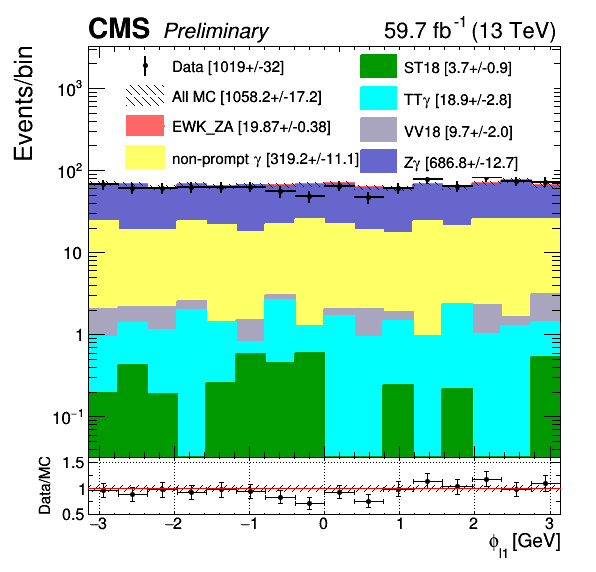 CMS Preliminary 59.7 fb⁻¹ (13 TeV)
Events/bin
Data [1019+/-32]
All MC [1058.2+/-17.2]
EWK_ZA [19.87+/-0.38]
non-prompt γ [319.2+/-11.1]
ST18 [3.7+/-0.9]
TTγ [18.9+/-2.8]
VV18 [9.7+/-2.0]
Zγ [686.8+/-12.7]
10³
10²
10
1
10⁻¹
Data/MC
1.5
1
0.5
−3 −2 −1 0 1 2 3
ϕ_l1 [GeV]